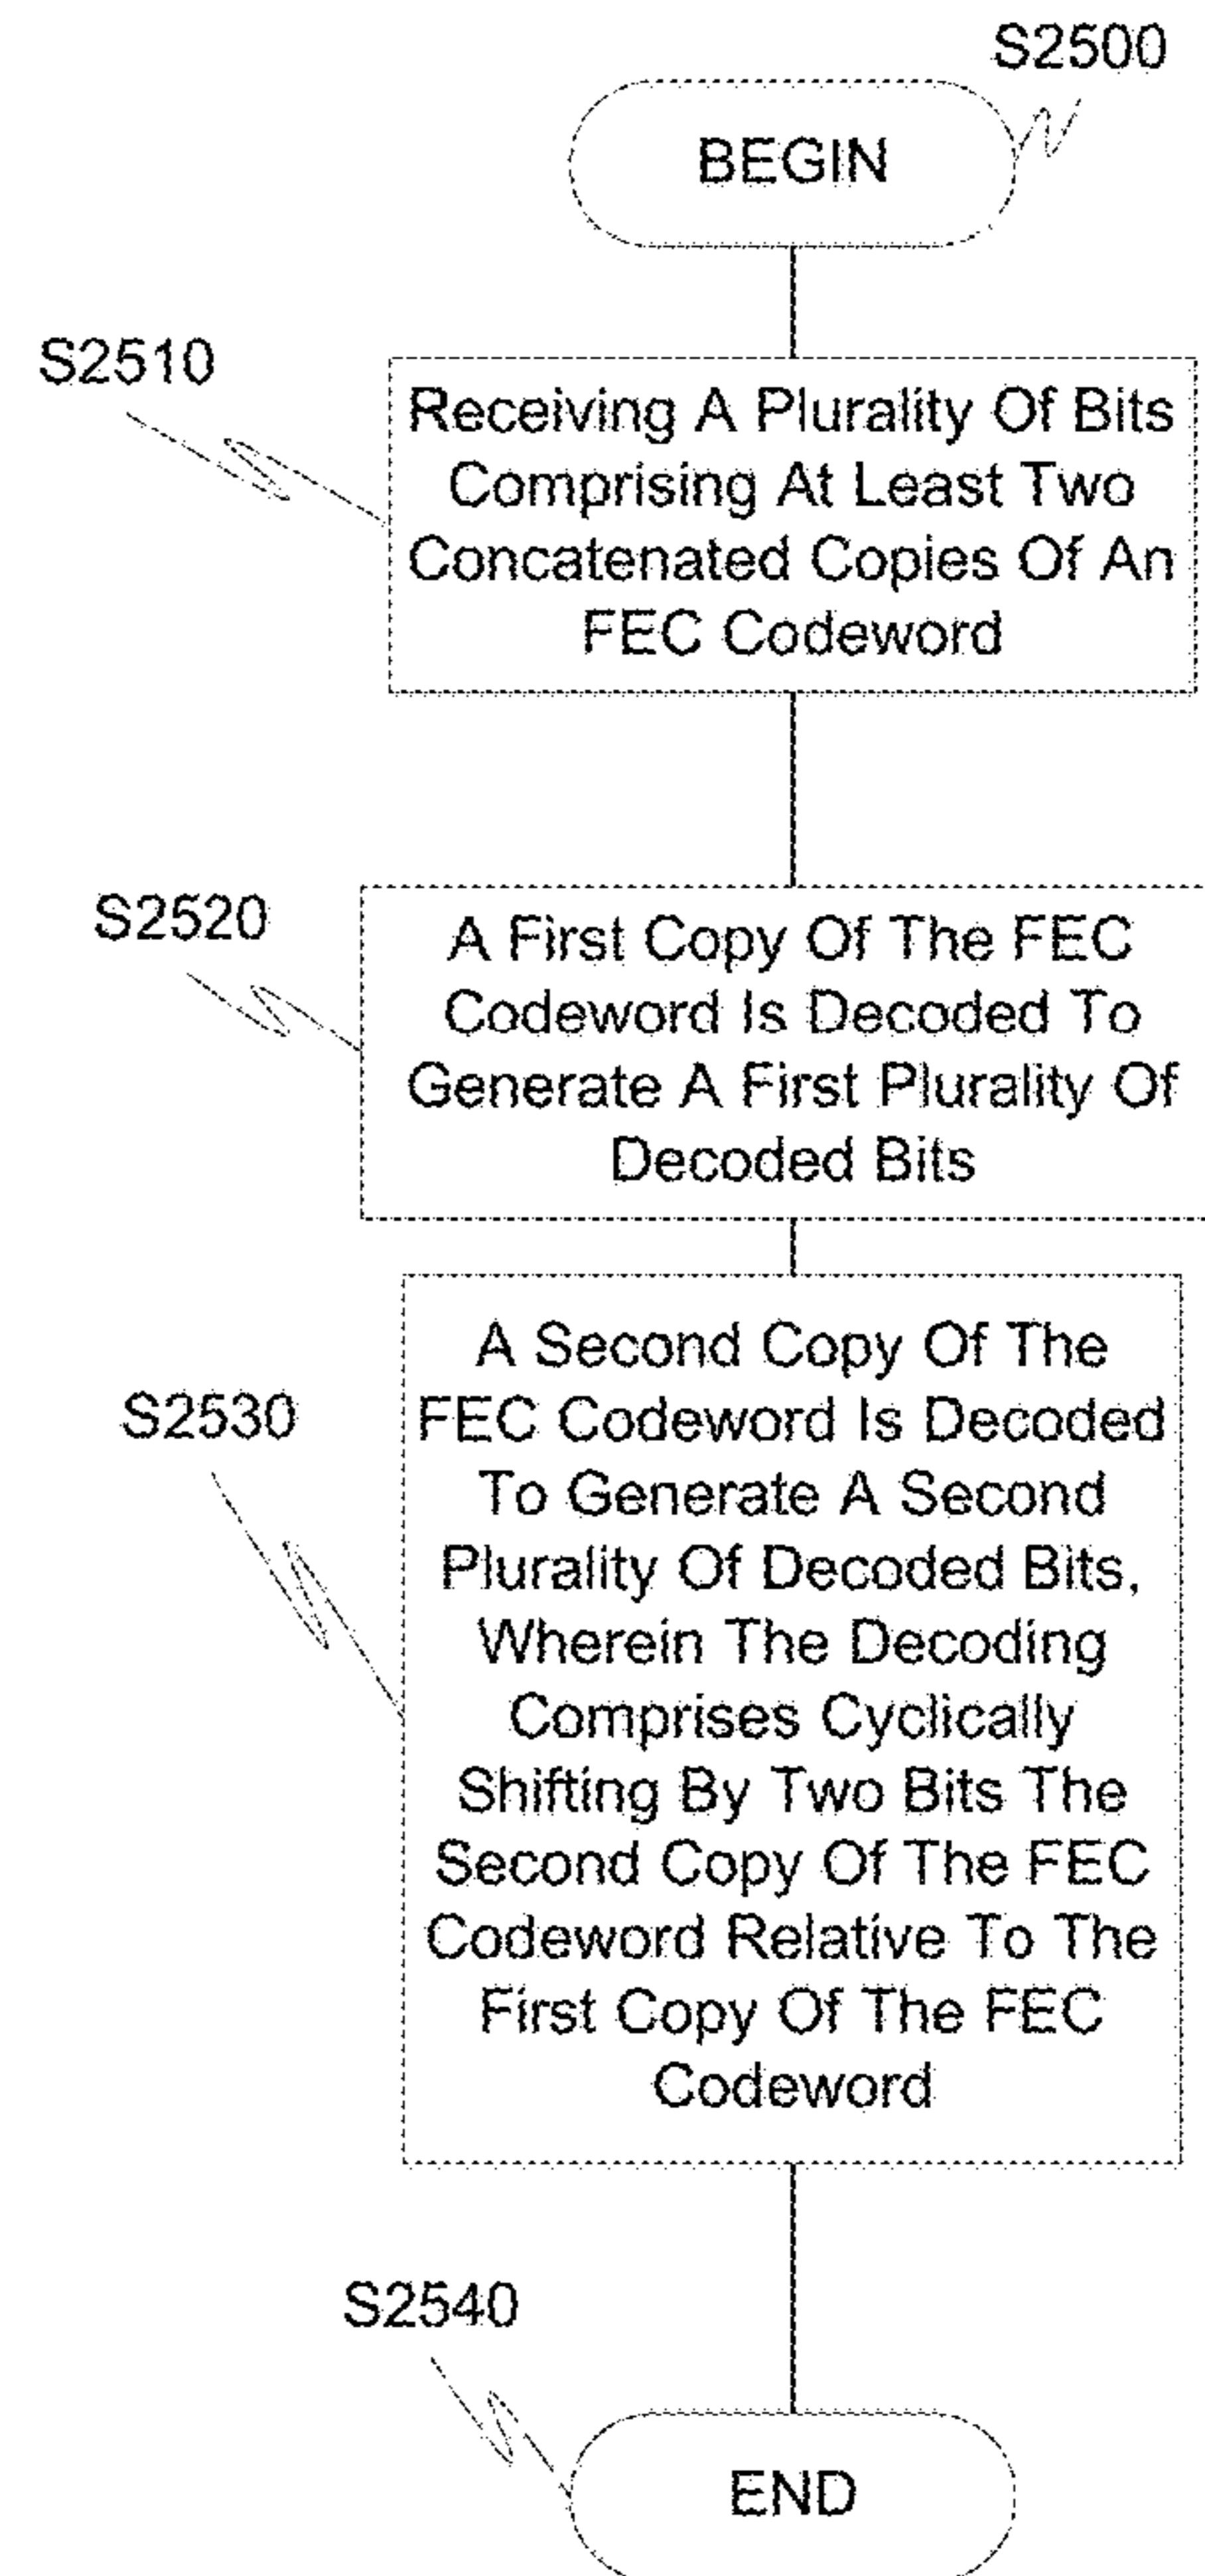 S2500
BEGIN
S2510
Receiving A Plurality Of Bits
Comprising At Least Two
Concatenated Copies Of An
FEC Codeword
S2520
A First Copy Of The FEC
Codeword Is Decoded To
Generate A First Plurality Of
Decoded Bits
S2530
A Second Copy Of The
FEC Codeword Is Decoded
To Generate A Second
Plurality Of Decoded Bits,
Wherein The Decoding
Comprises Cyclically
Shifting By Two Bits The
Second Copy Of The FEC
Codeword Relative To The
First Copy Of The FEC
Codeword
S2540
END